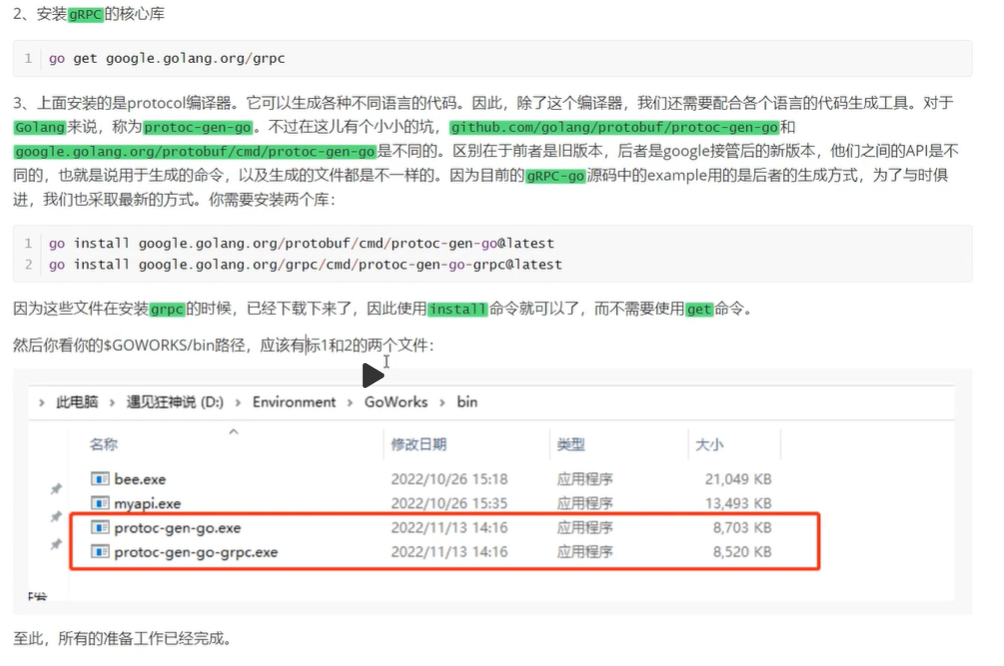 2、安装gRPC的核心库
1 go get google.golang.org/grpc
3、上面安装的是protocol编译器。它可以生成各种不同语言的代码。因此，除了这个编译器，我们还需要配合各个语言的代码生成工具。对于
Golang来说，称为protoc-gen-go。不过在这儿有个小小的坑，github.com/golang/protobuf/protoc-gen-go和
google.golang.org/protobuf/cmd/protoc-gen-go是不同的。区别在于前者是旧版本，后者是google接管后的新版本，他们之间的API是不
同的，也就是说用于生成的命令，以及生成的文件都是不一样的。因为目前的gRPC-go源码中的example用的是后者的生成方式，为了与时俱
进，我们也采取最新的方式。你需要安装两个库：
1 go install google.golang.org/protobuf/cmd/protoc-gen-go@latest
2 go install google.golang.org/grpc/cmd/protoc-gen-go-grpc@latest
因为这些文件在安装grpc的时候，已经下载下来了，因此使用install命令就可以了，而不需要使用get命令。
然后你看你的$GOWORKS/bin路径，应该有标1和2的两个文件：
› 此电脑 › 遇见狂神说 (D:) › Environment › GoWorks › bin
名称 修改日期 类型 大小
bee.exe 2022/10/26 15:18 应用程序 21,049 KB
myapi.exe 2022/10/26 15:35 应用程序 13,493 KB
protoc-gen-go.exe 2022/11/13 14:16 应用程序 8,703 KB
protoc-gen-go-grpc.exe 2022/11/13 14:16 应用程序 8,520 KB
至此，所有的准备工作已经完成。